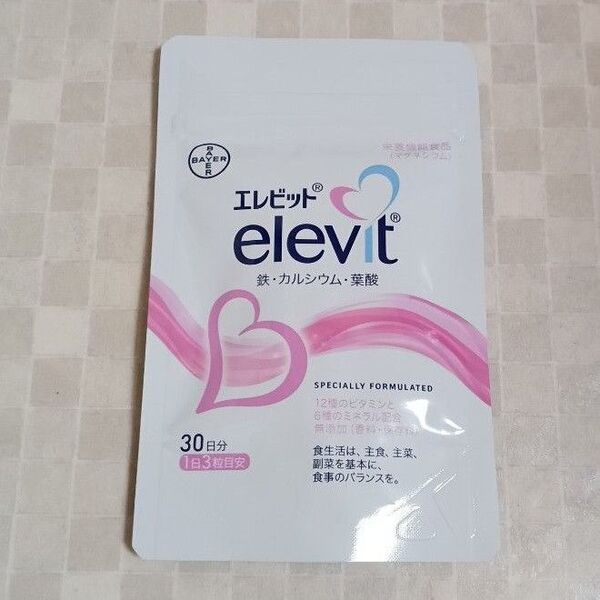 BAYER
BAYER
栄養機能食品
(マグネシウム)
エレビット®
elevit®
鉄・カルシウム・葉酸
SPECIALLY FORMULATED
12種のビタミンと
6種のミネラル配合
無添加(香料・保存料)
30日分
1日3粒目安
食生活は、主食、主菜、
副菜を基本に、
食事のバランスを。